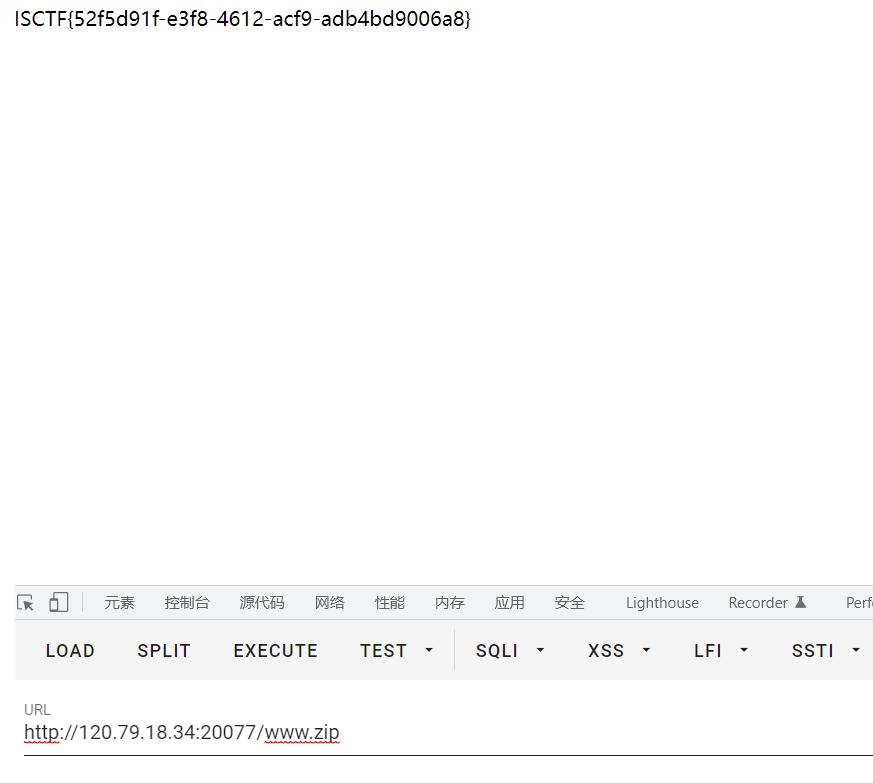 ISCTF{52f5d91f-e3f8-4612-acf9-adb4bd9006a8}
元素 控制台 源代码 网络 性能 内存 应用 安全 Lighthouse Recorder Perf
LOAD SPLIT EXECUTE TEST SQLI XSS LFI SSTI
URL
http://120.79.18.34:20077/www.zip